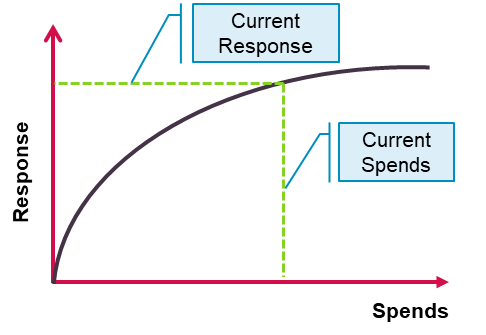 Current
Response
Current
Spends
Response
Spends